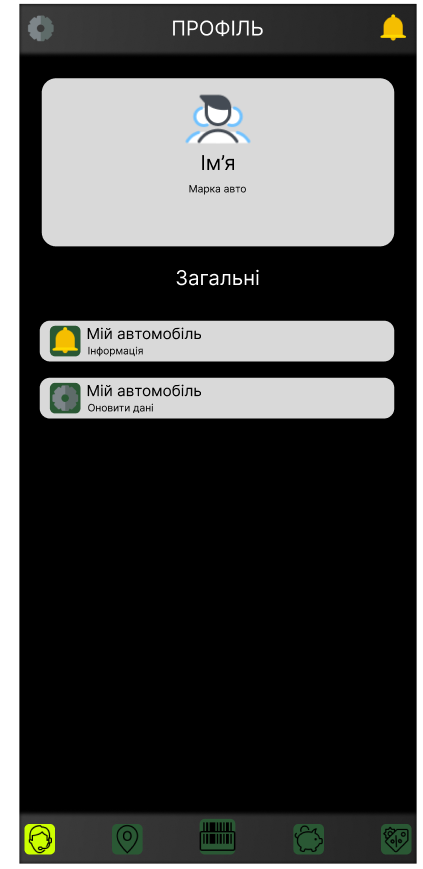 ПРОФІЛЬ
Ім’я
Марка авто
Загальні
Мій автомобіль
Інформація
Мій автомобіль
Оновити дані